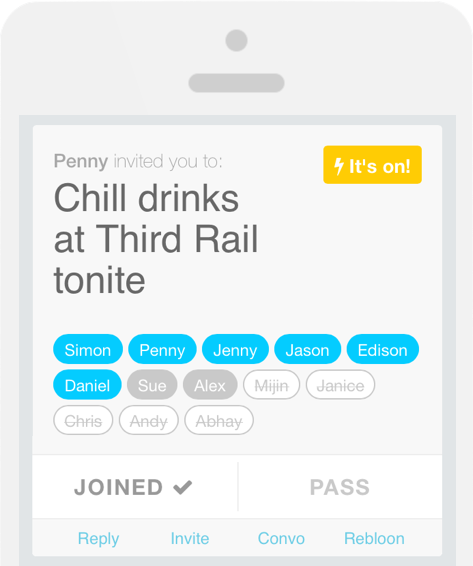 Penny invited you to:
It's on!
Chill drinks
at Third Rail
tonite
Simon Penny Jenny Jason Edison
Daniel Sue Alex Mijin Janice
Chris Andy Abhay
JOINED PASS
Reply Invite Convo Rebloon